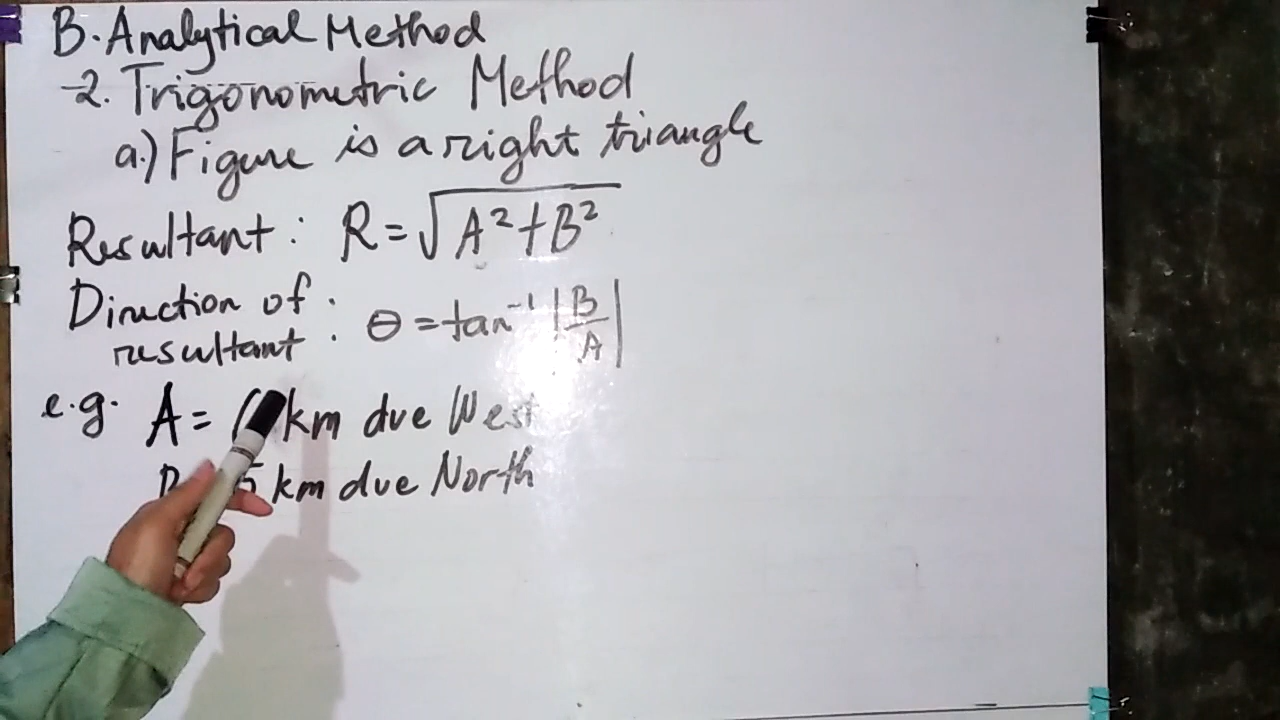 B. Analytical Method
-2. Trigonometric Method
a.) Figure is a right triangle
Resultant: R = √A² + B²
Direction of resultant: θ = tan⁻¹ |B/A|
e.g. A = km due West
5 km due North